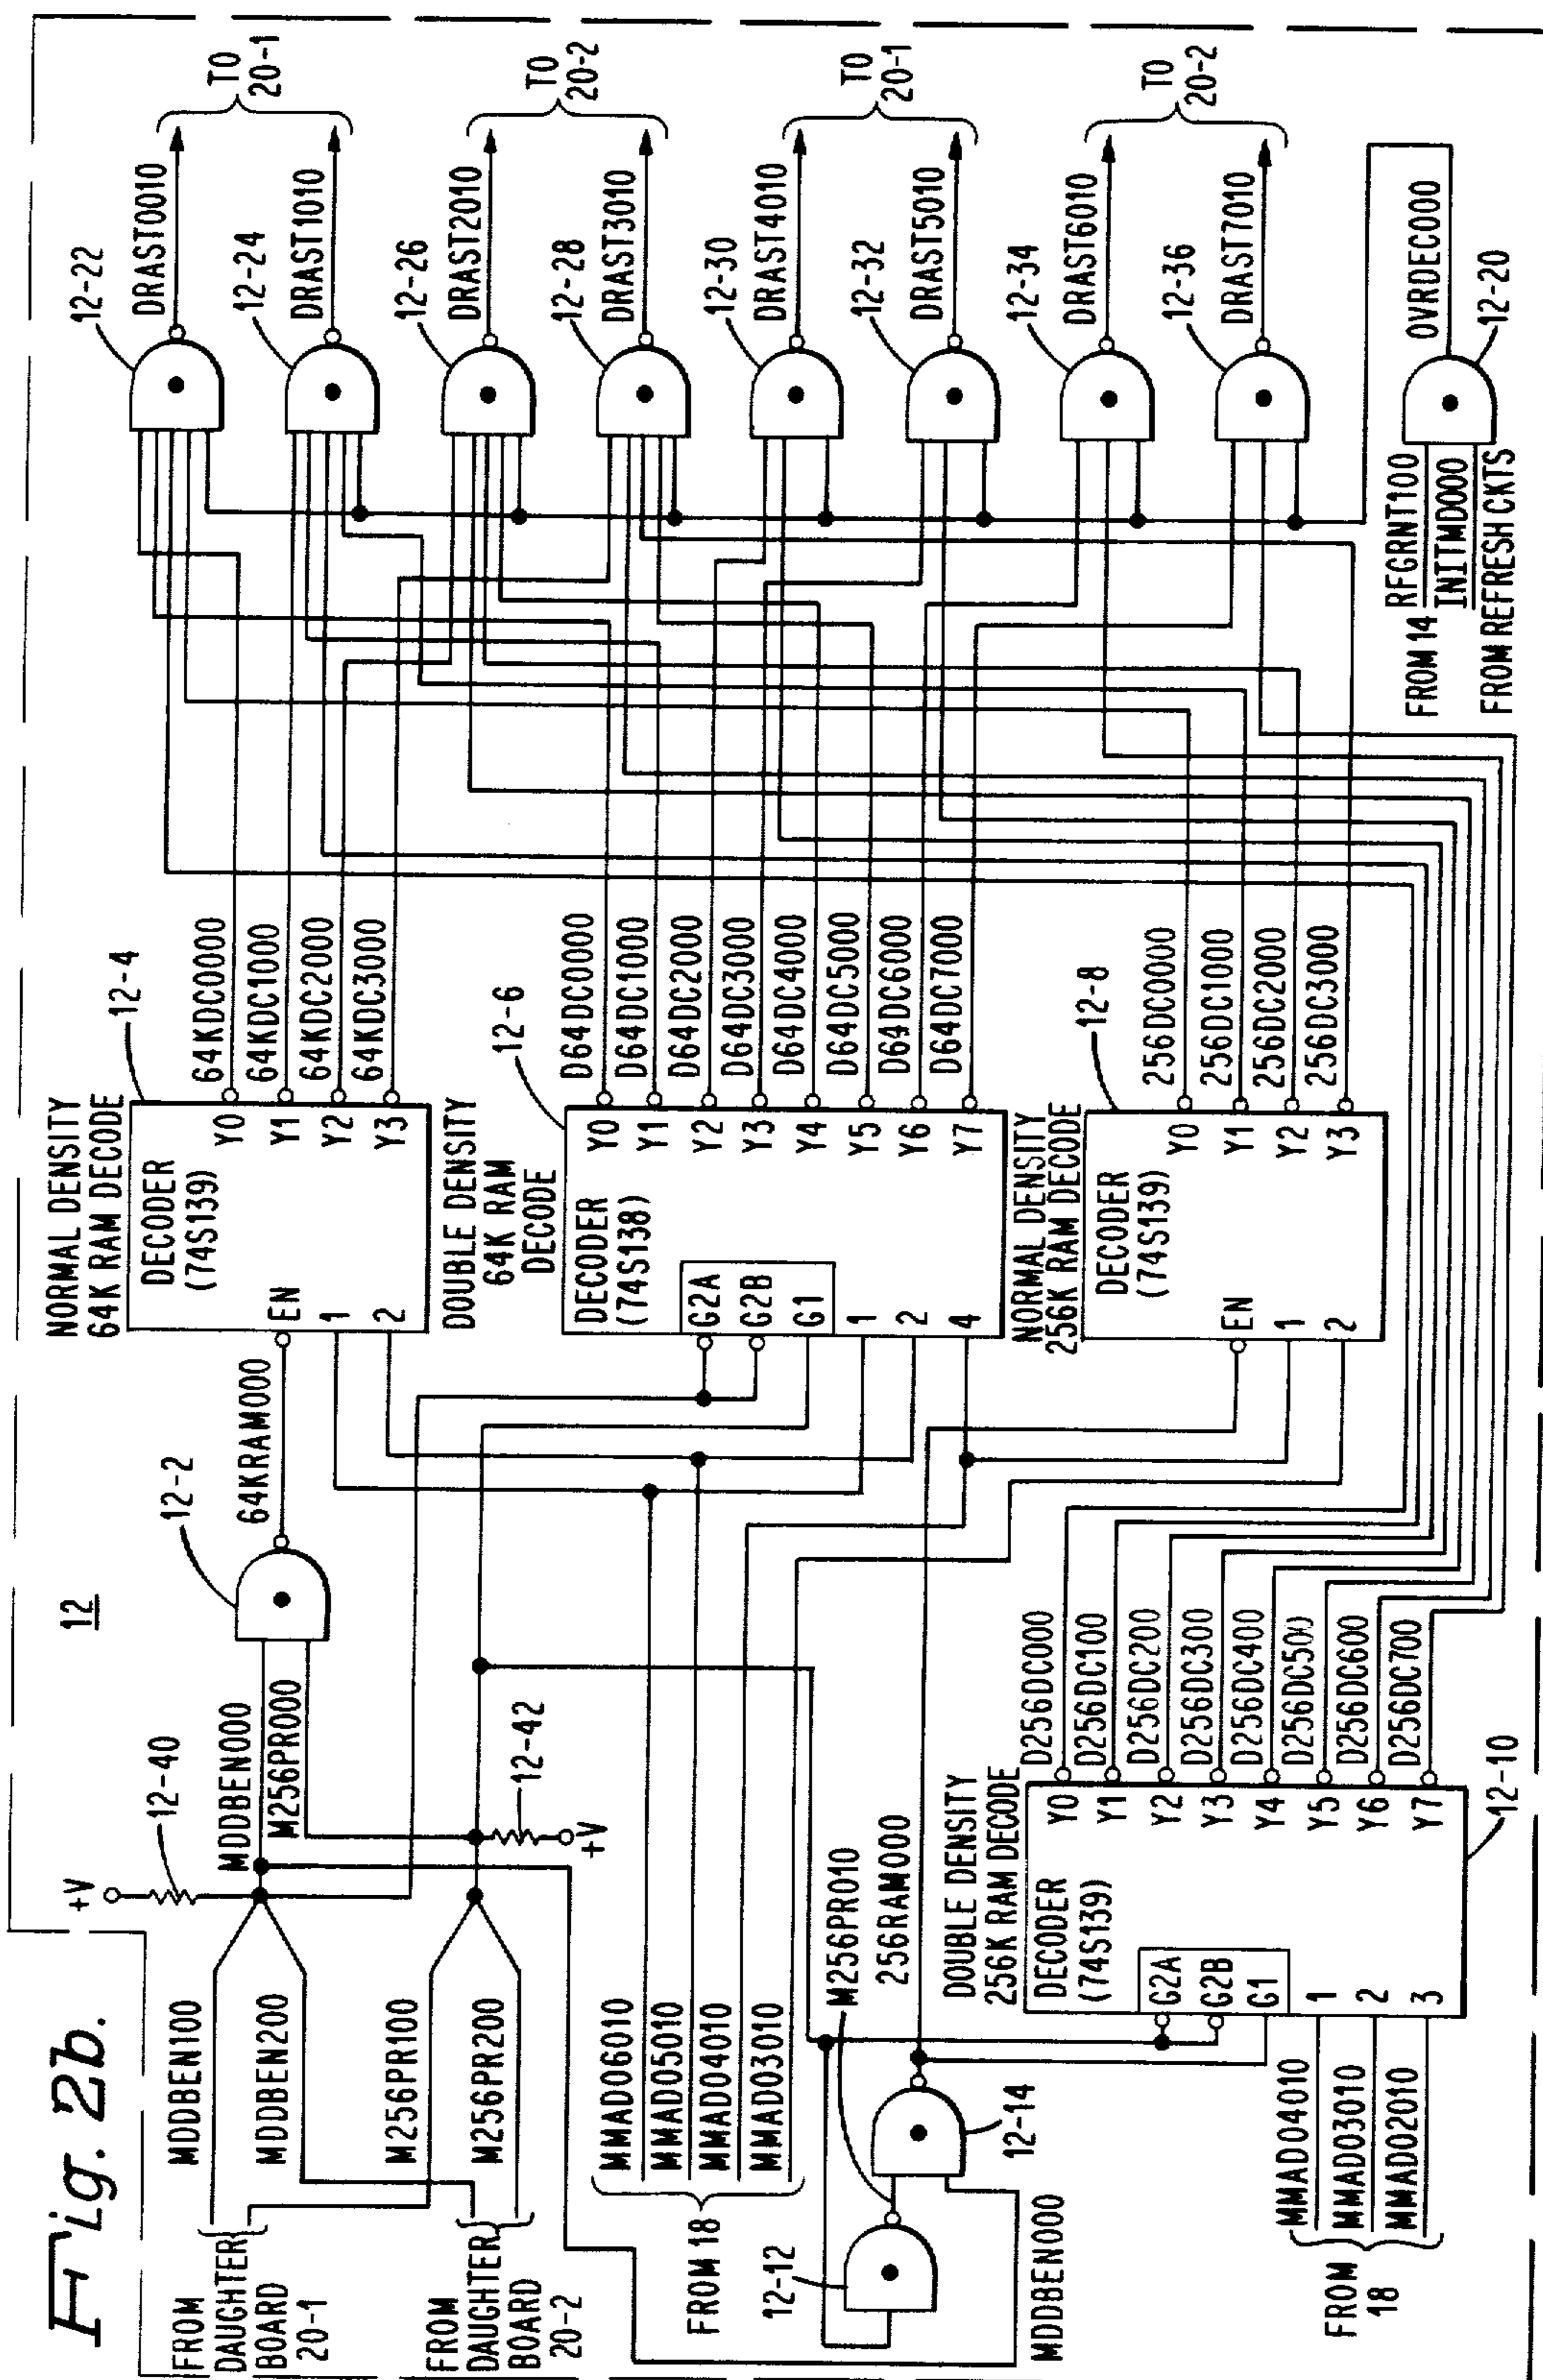 Fig. 2b.
12
FROM
DAUGHTER
BOARD
20-1
MDDBEN100
MDDBEN200
FROM
DAUGHTER
BOARD
20-2
M256PR100
M256PR200
+V
12-40
MDDBEN000
M256PR000
12-42
+V
12-2
64KRAM000
NORMAL DENSITY
64K RAM DECODE
12-4
DECODER
(74S139)
EN
1
2
Y0
Y1
Y2
Y3
64KDC0000
64KDC1000
64KDC2000
64KDC3000
FROM 18
MMAD06010
MMAD05010
MMAD04010
MMAD03010
DOUBLE DENSITY
64K RAM
DECODE
12-6
DECODER
(74S138)
G2A
G2B
G1
1
2
4
Y0
Y1
Y2
Y3
Y4
Y5
Y6
Y7
D64DC0000
D64DC1000
D64DC2000
D64DC3000
D64DC4000
D64DC5000
D64DC6000
D64DC7000
12-12
M256PR010
MDDBEN000
12-14
256RAM000
NORMAL DENSITY
256K RAM DECODE
12-8
DECODER
(74S139)
EN
1
2
Y0
Y1
Y2
Y3
256DC0000
256DC1000
256DC2000
256DC3000
DOUBLE DENSITY
256K RAM DECODE
DECODER
(74S139)
G2A
G2B
G1
1
2
3
Y0
Y1
Y2
Y3
Y4
Y5
Y6
Y7
12-10
D256DC000
D256DC100
D256DC200
D256DC300
D256DC400
D256DC500
D256DC600
D256DC700
FROM
18
MMAD04010
MMAD03010
MMAD02010
12-22
DRAST0010
12-24
DRAST1010
TO
20-1
12-26
DRAST2010
12-28
DRAST3010
TO
20-2
12-30
DRAST4010
12-32
DRAST5010
TO
20-1
12-34
DRAST6010
12-36
DRAST7010
TO
20-2
FROM 14 RFGRNT100
INITMD000
FROM REFRESH CKTS
OVRDEC000
12-20